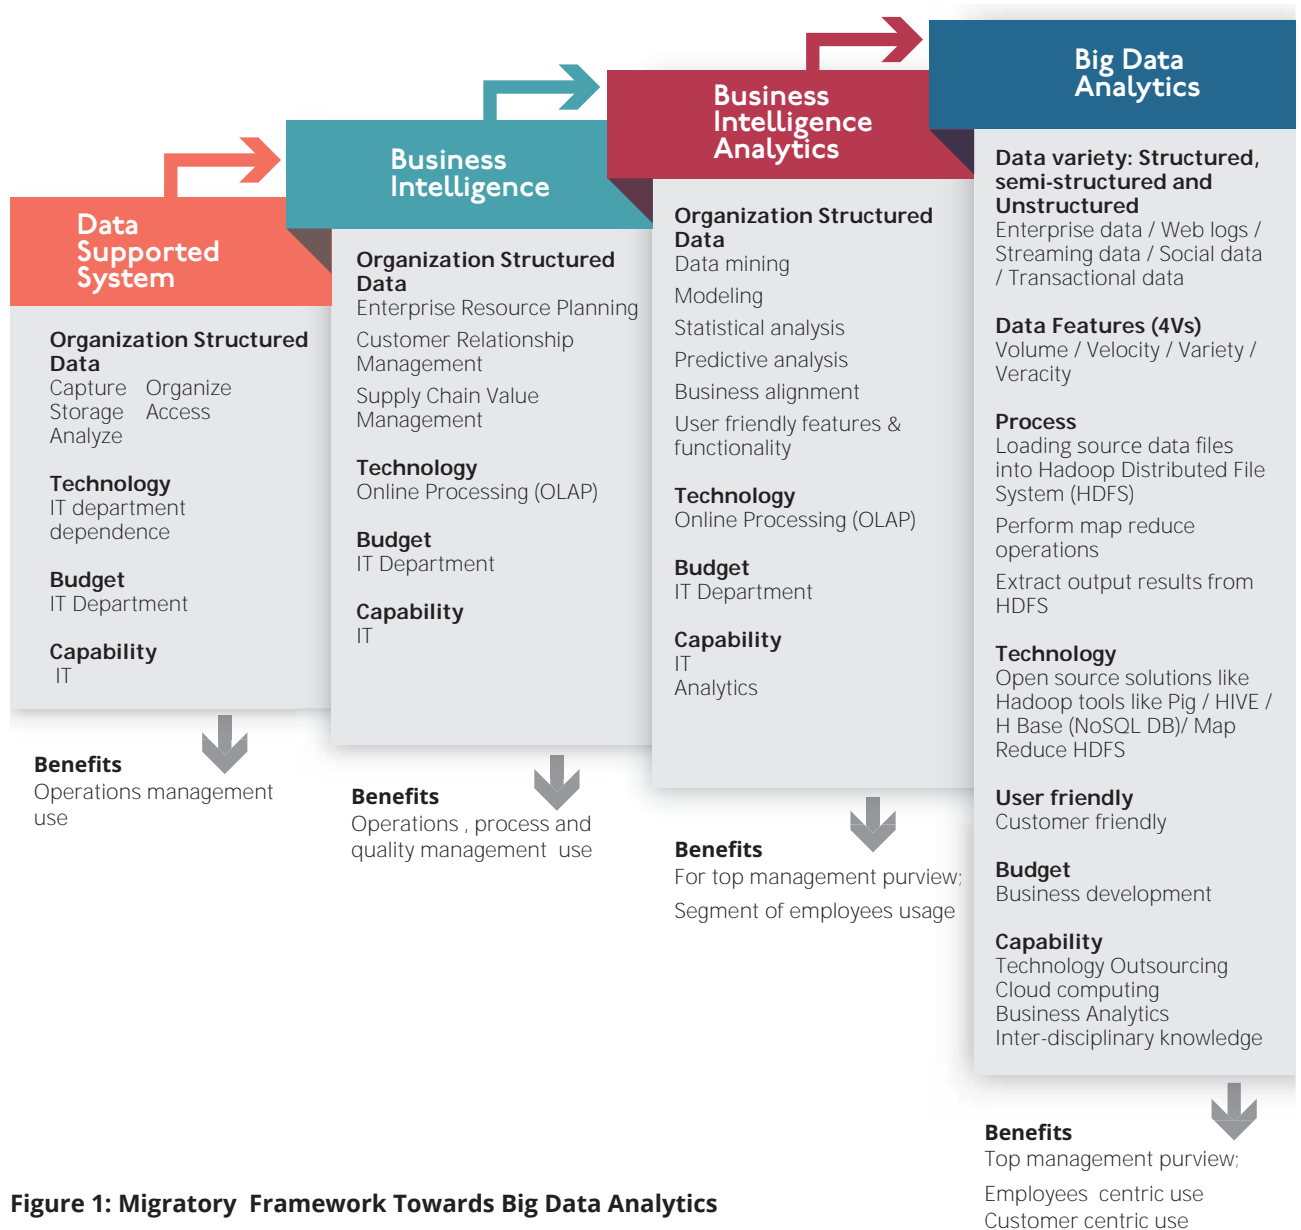 Data
Supported
System
Organization Structured
Data
Capture Organize
Storage Access
Analyze
Technology
IT department
dependence
Budget
IT Department
Capability
IT
Benefits
Operations management
use
Business
Intelligence
Organization Structured
Data
Enterprise Resource Planning
Customer Relationship
Management
Supply Chain Value
Management
Technology
Online Processing (OLAP)
Budget
IT Department
Capability
IT
Benefits
Operations , process and
quality management use
Business
Intelligence
Analytics
Organization Structured
Data
Data mining
Modeling
Statistical analysis
Predictive analysis
Business alignment
User friendly features &
functionality
Technology
Online Processing (OLAP)
Budget
IT Department
Capability
IT
Analytics
Benefits
For top management purview;
Segment of employees usage
Big Data
Analytics
Data variety: Structured,
semi-structured and
Unstructured
Enterprise data / Web logs /
Streaming data / Social data
/ Transactional data
Data Features (4Vs)
Volume / Velocity / Variety /
Veracity
Process
Loading source data files
into Hadoop Distributed File
System (HDFS)
Perform map reduce
operations
Extract output results from
HDFS
Technology
Open source solutions like
Hadoop tools like Pig / HIVE /
H Base (NoSQL DB)/ Map
Reduce HDFS
User friendly
Customer friendly
Budget
Business development
Capability
Technology Outsourcing
Cloud computing
Business Analytics
Inter-disciplinary knowledge
Benefits
Top management purview;
Employees centric use
Customer centric use
Figure 1: Migratory Framework Towards Big Data Analytics